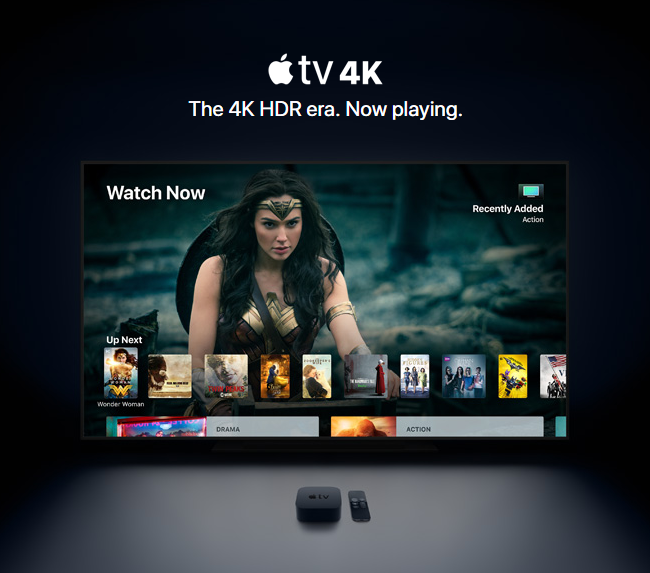 tv 4K
The 4K HDR era. Now playing.
Watch Now
Recently Added
Action
Up Next
Wonder Woman
DRAMA
ACTION
tv